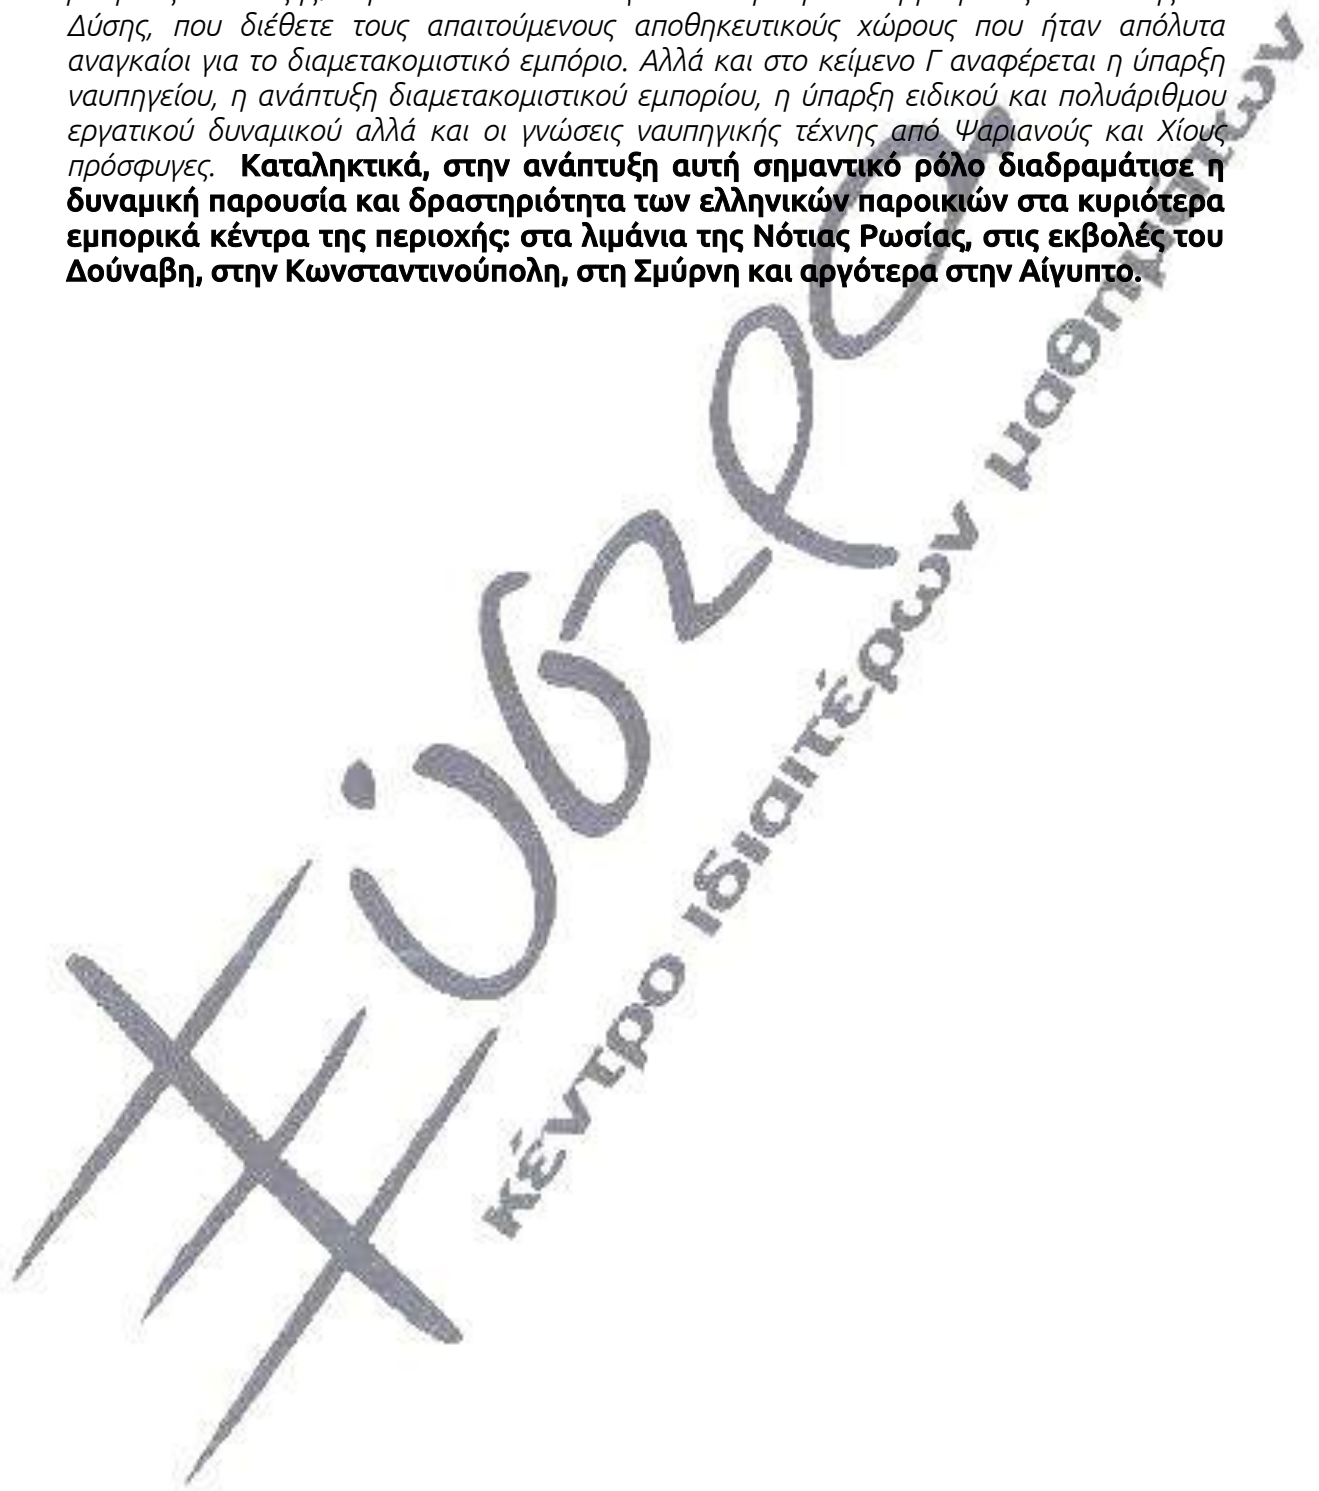 Δύσης, που διέθετε τους απαιτούμενους αποθηκευτικούς χώρους που ήταν απόλυτα
αναγκαίοι για το διαμετακομιστικό εμπόριο. Αλλά και στο κείμενο Γ αναφέρεται η ύπαρξη
ναυπηγείου, η ανάπτυξη διαμετακομιστικού εμπορίου, η ύπαρξη ειδικού και πολυάριθμου
εργατικού δυναμικού αλλά και οι γνώσεις ναυπηγικής τέχνης από Ψαριανούς και Χίους
πρόσφυγες. Καταληκτικά, στην ανάπτυξη αυτή σημαντικό ρόλο διαδραμάτισε η
δυναμική παρουσία και δραστηριότητα των ελληνικών παροικιών στα κυριότερα
εμπορικά κέντρα της περιοχής: στα λιμάνια της Νότιας Ρωσίας, στις εκβολές του
Δούναβη, στην Κωνσταντινούπολη, στη Σμύρνη και αργότερα στην Αίγυπτο.
κέντρο ιδιαιτέρων μαθημάτων